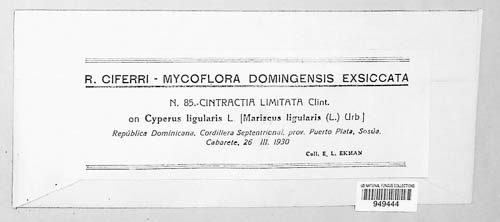 R. CIFERRI - MYCOFLORA DOMINGENSIS EXSICCATA
N. 85.-CINTRACTIA LIMITATA Clint.
on Cyperus ligularis L. [Mariscus ligularis (L.) Urb]
República Dominicana, Cordillera Septentrional, prov. Puerto Plata, Sosúa,
Cabarete, 26 III. 1930
Coll. E. L. EKMAN
US NATIONAL FUNGUS COLLECTIONS
949444